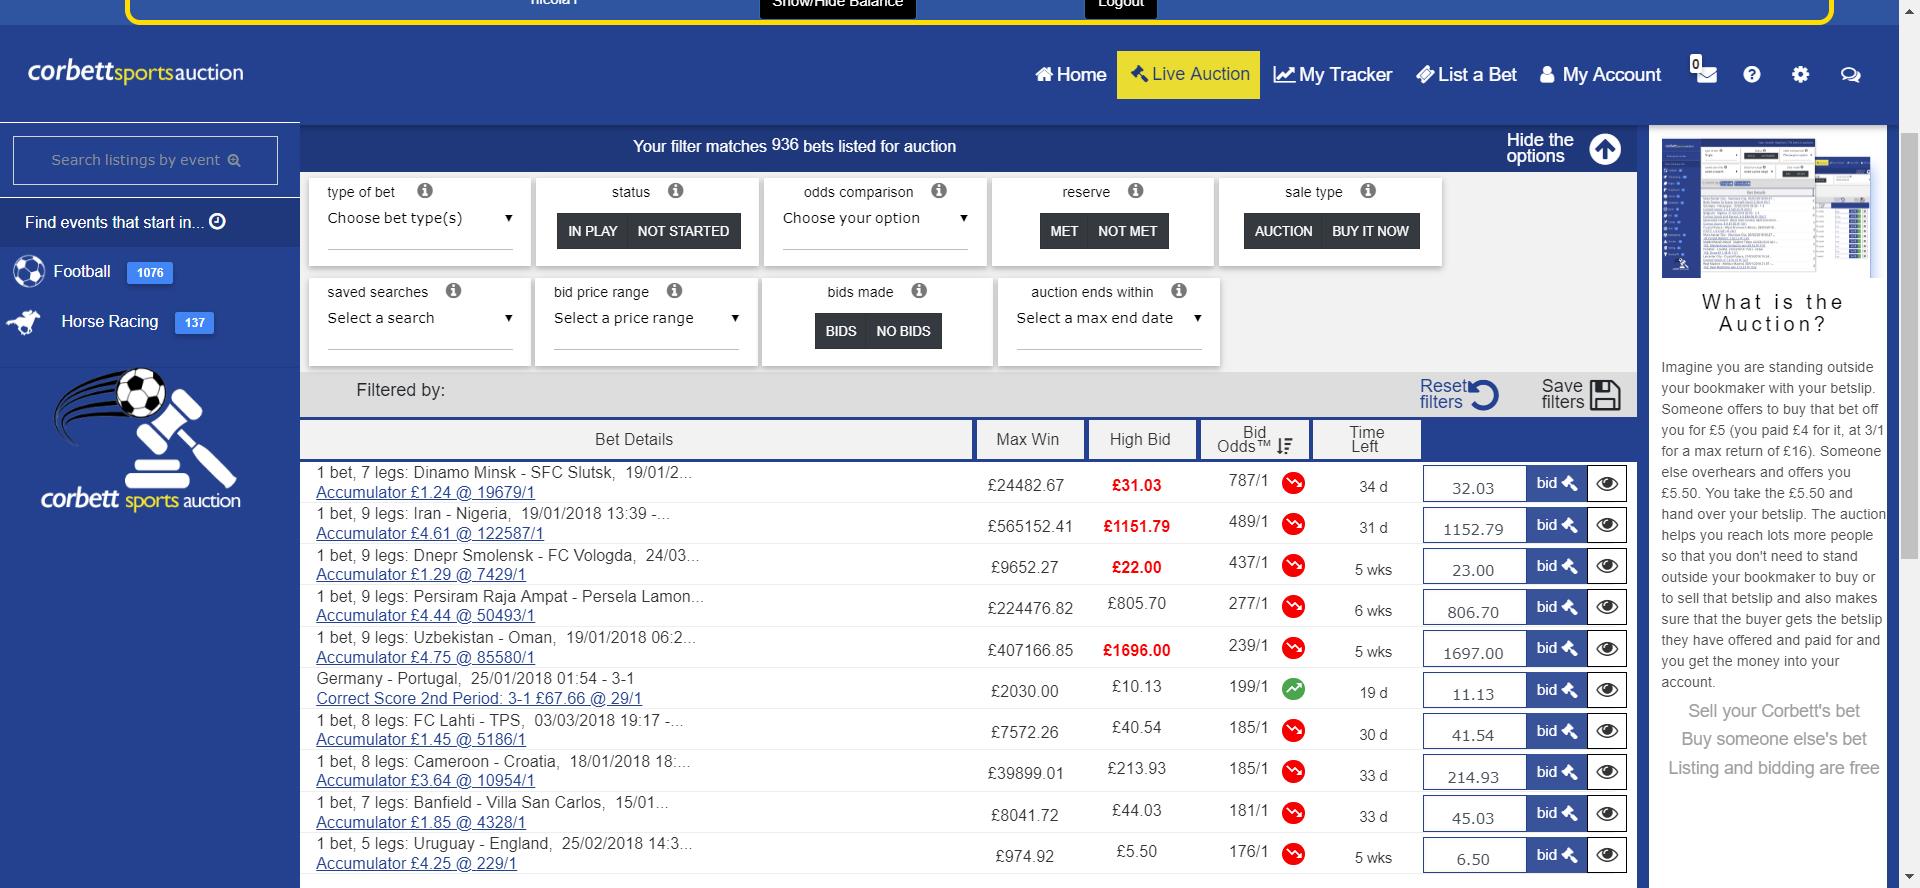 Show/Hide Balance
Logout
corbettsportsauction
Home
Live Auction
My Tracker
List a Bet
My Account
0
Search listings by event
Find events that start in...
Football 1076
Horse Racing 137
corbett sports auction
Your filter matches 936 bets listed for auction
Hide the
options
type of bet
Choose bet type(s)
status
IN PLAY NOT STARTED
odds comparison
Choose your option
reserve
MET NOT MET
sale type
AUCTION BUY IT NOW
saved searches
Select a search
bid price range
Select a price range
bids made
BIDS NO BIDS
auction ends within
Select a max end date
Filtered by:
Reset
filters
Save
filters
Bet Details
Max Win
High Bid
Bid
Odds™
Time
Left
1 bet, 7 legs: Dinamo Minsk - SFC Slutsk, 19/01/2...
Accumulator £1.24 @ 19679/1
£24482.67 £31.03 787/1 34 d 32.03 bid
1 bet, 9 legs: Iran - Nigeria, 19/01/2018 13:39 -...
Accumulator £4.61 @ 122587/1
£565152.41 £1151.79 489/1 31 d 1152.79 bid
1 bet, 9 legs: Dnepr Smolensk - FC Vologda, 24/03...
Accumulator £1.29 @ 7429/1
£9652.27 £22.00 437/1 5 wks 23.00 bid
1 bet, 9 legs: Persiram Raja Ampat - Persela Lamon...
Accumulator £4.44 @ 50493/1
£224476.82 £805.70 277/1 6 wks 806.70 bid
1 bet, 9 legs: Uzbekistan - Oman, 19/01/2018 06:2...
Accumulator £4.75 @ 85580/1
£407166.85 £1696.00 239/1 5 wks 1697.00 bid
Germany - Portugal, 25/01/2018 01:54 - 3-1
Correct Score 2nd Period: 3-1 £67.66 @ 29/1
£2030.00 £10.13 199/1 19 d 11.13 bid
1 bet, 8 legs: FC Lahti - TPS, 03/03/2018 19:17 -...
Accumulator £1.45 @ 5186/1
£7572.26 £40.54 185/1 30 d 41.54 bid
1 bet, 8 legs: Cameroon - Croatia, 18/01/2018 18:...
Accumulator £3.64 @ 10954/1
£39899.01 £213.93 185/1 33 d 214.93 bid
1 bet, 7 legs: Banfield - Villa San Carlos, 15/01...
Accumulator £1.85 @ 4328/1
£8041.72 £44.03 181/1 33 d 45.03 bid
1 bet, 5 legs: Uruguay - England, 25/02/2018 14:3...
Accumulator £4.25 @ 229/1
£974.92 £5.50 176/1 5 wks 6.50 bid
What is the
Auction?
Imagine you are standing outside
your bookmaker with your betslip.
Someone offers to buy that bet off
you for £5 (you paid £4 for it, at 3/1
for a max return of £16). Someone
else overhears and offers you
£5.50. You take the £5.50 and
hand over your betslip. The auction
helps you reach lots more people
so that you don't need to stand
outside your bookmaker to buy or
to sell that betslip and also makes
sure that the buyer gets the betslip
they have offered and paid for and
you get the money into your
account.
Sell your Corbett's bet
Buy someone else's bet
Listing and bidding are free